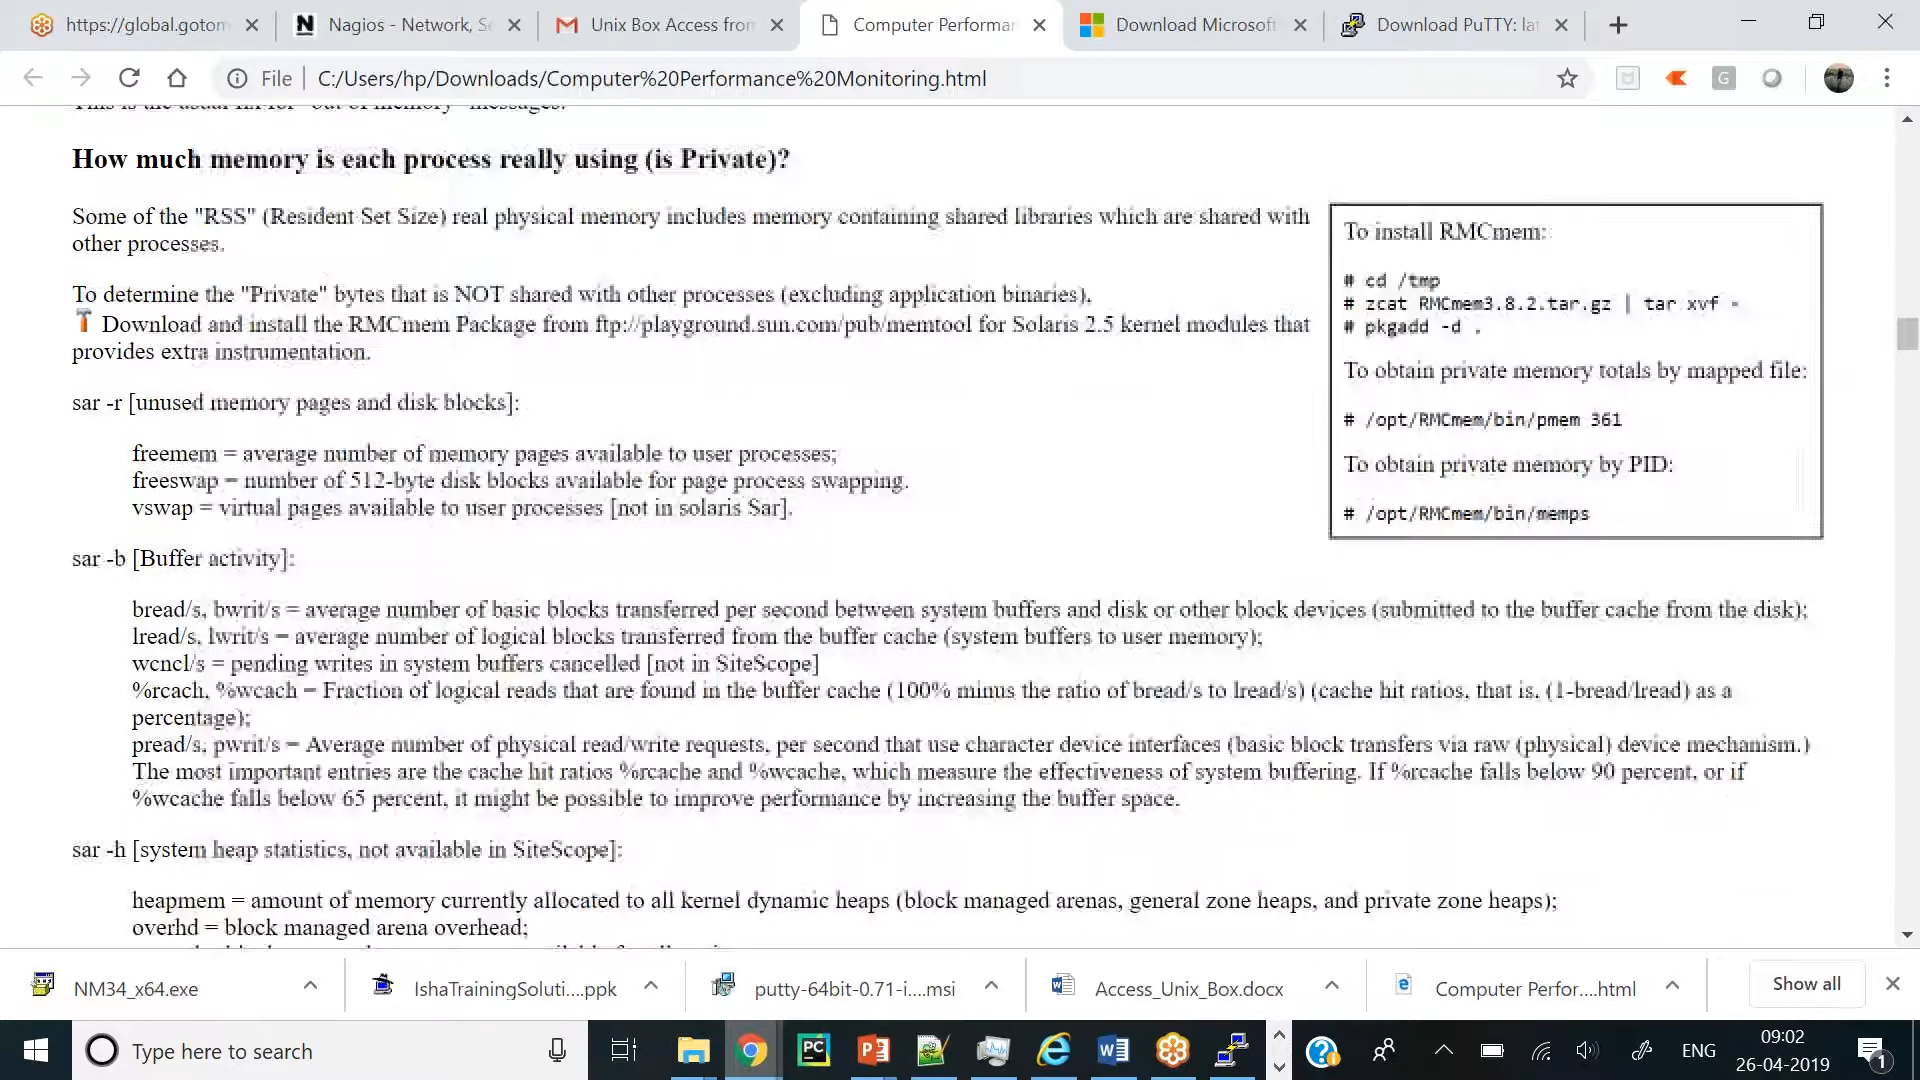 https://global.gotom
Nagios - Network, Se
Unix Box Access from
Computer Performan
Download Microsoft
Download PuTTY: lat
File
C:/Users/hp/Downloads/Computer%20Performance%20Monitoring.html
G
How much memory is each process really using (is Private)?
Some of the "RSS" (Resident Set Size) real physical memory includes memory containing shared libraries which are shared with
other processes.
To determine the "Private" bytes that is NOT shared with other processes (excluding application binaries),
Download and install the RMCmem Package from ftp://playground.sun.com/pub/memtool for Solaris 2.5 kernel modules that
provides extra instrumentation.
To install RMCmem:
# cd /tmp
# zcat RMCmem3.8.2.tar.gz | tar xvf -
# pkgadd -d .
To obtain private memory totals by mapped file:
# /opt/RMCmem/bin/pmem 361
To obtain private memory by PID:
# /opt/RMCmem/bin/memps
sar -r [unused memory pages and disk blocks]:
freemem = average number of memory pages available to user processes;
freeswap = number of 512-byte disk blocks available for page process swapping.
vswap = virtual pages available to user processes [not in solaris Sar].
sar -b [Buffer activity]:
bread/s, bwrit/s = average number of basic blocks transferred per second between system buffers and disk or other block devices (submitted to the buffer cache from the disk);
lread/s, lwrit/s = average number of logical blocks transferred from the buffer cache (system buffers to user memory);
wcncl/s = pending writes in system buffers cancelled [not in SiteScope]
%rcach, %wcach = Fraction of logical reads that are found in the buffer cache (100% minus the ratio of bread/s to lread/s) (cache hit ratios, that is, (1-bread/lread) as a
percentage);
pread/s, pwrit/s = Average number of physical read/write requests, per second that use character device interfaces (basic block transfers via raw (physical) device mechanism.)
The most important entries are the cache hit ratios %rcache and %wcache, which measure the effectiveness of system buffering. If %rcache falls below 90 percent, or if
%wcache falls below 65 percent, it might be possible to improve performance by increasing the buffer space.
sar -h [system heap statistics, not available in SiteScope]:
heapmem = amount of memory currently allocated to all kernel dynamic heaps (block managed arenas, general zone heaps, and private zone heaps);
overhd = block managed arena overhead;
NM34_x64.exe
IshaTrainingSoluti....ppk
putty-64bit-0.71-i....msi
Access_Unix_Box.docx
Computer Perfor....html
Show all
Type here to search
ENG
09:02
26-04-2019
1